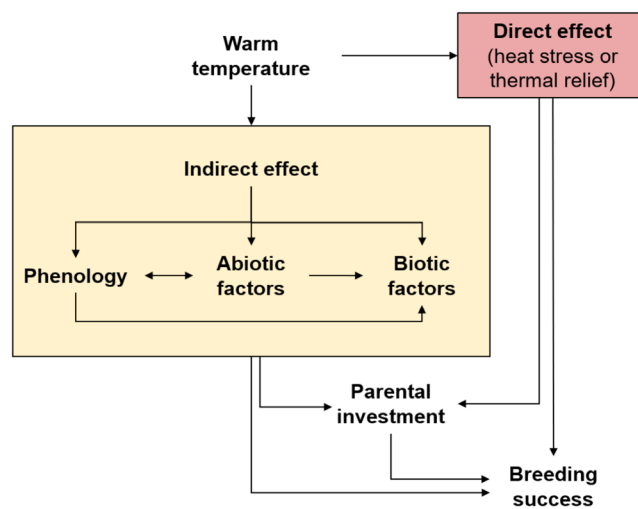 Warm
temperature
Direct effect
(heat stress or
thermal relief)
Indirect effect
Phenology
Abiotic
factors
Biotic
factors
Parental
investment
Breeding
success